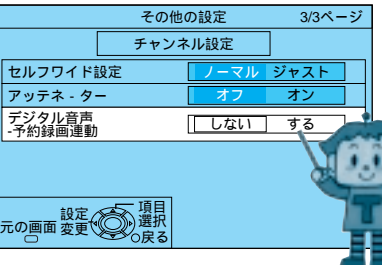 その他の設定 3/3ページ
チャンネル設定
セルフワイド設定 ノーマル ジャスト
アッテネ-ター オフ オン
デジタル音声 しない する
-予約録画連動
元の画面 設定変更 項目選択
戻る